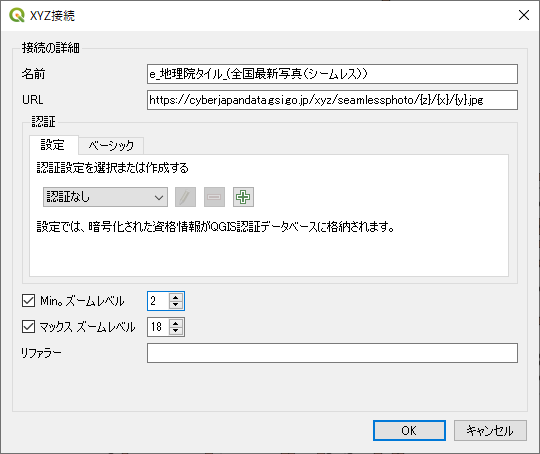 XYZ接続
接続の詳細
名前
e_地理院タイル_(全国最新写真(シームレス))
URL
https://cyberjapandata.gsi.go.jp/xyz/seamlessphoto/{z}/{x}/{y}.jpg
認証
設定 ベーシック
認証設定を選択または作成する
認証なし
設定では、暗号化された資格情報がQGIS認証データベースに格納されます。
Min。ズームレベル 2
マックス ズームレベル 18
リファラー
OK キャンセル